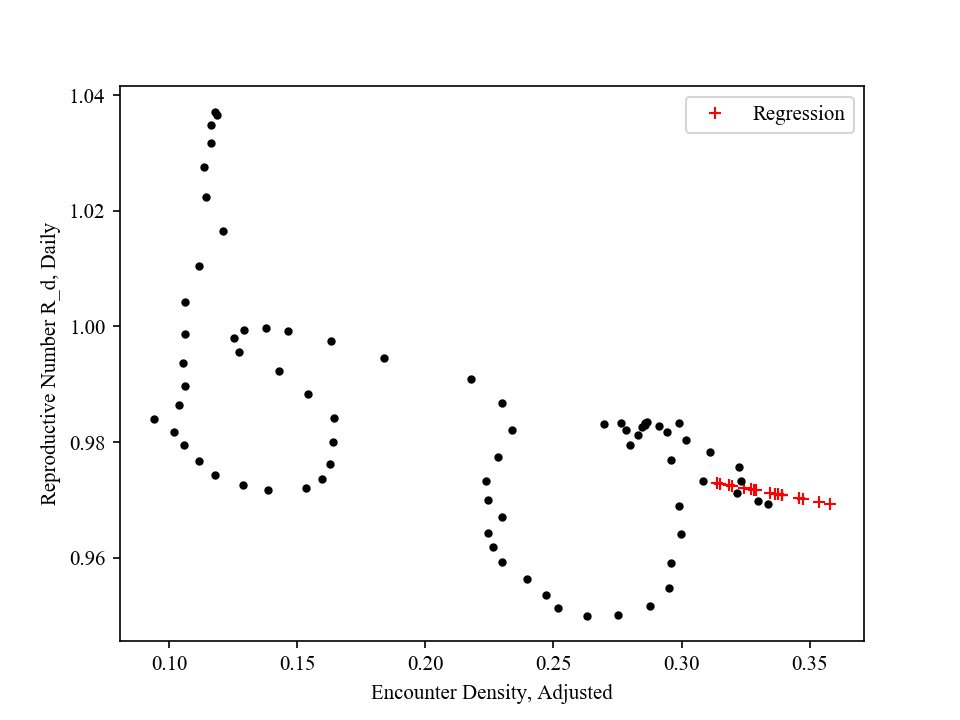 Regression
1.04
1.02
1.00
0.98
0.96
Reproductive Number R_d, Daily
0.10 0.15 0.20 0.25 0.30 0.35
Encounter Density, Adjusted